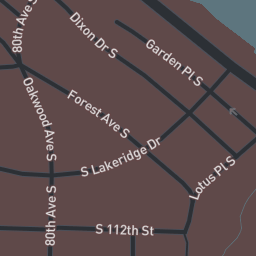 80th Ave S
Dixon Dr S
Garden Pl S
Oakwood Ave S
Forest Ave S
S Lakeridge Dr
Lotus Pl S
80th Ave S
S 112th St